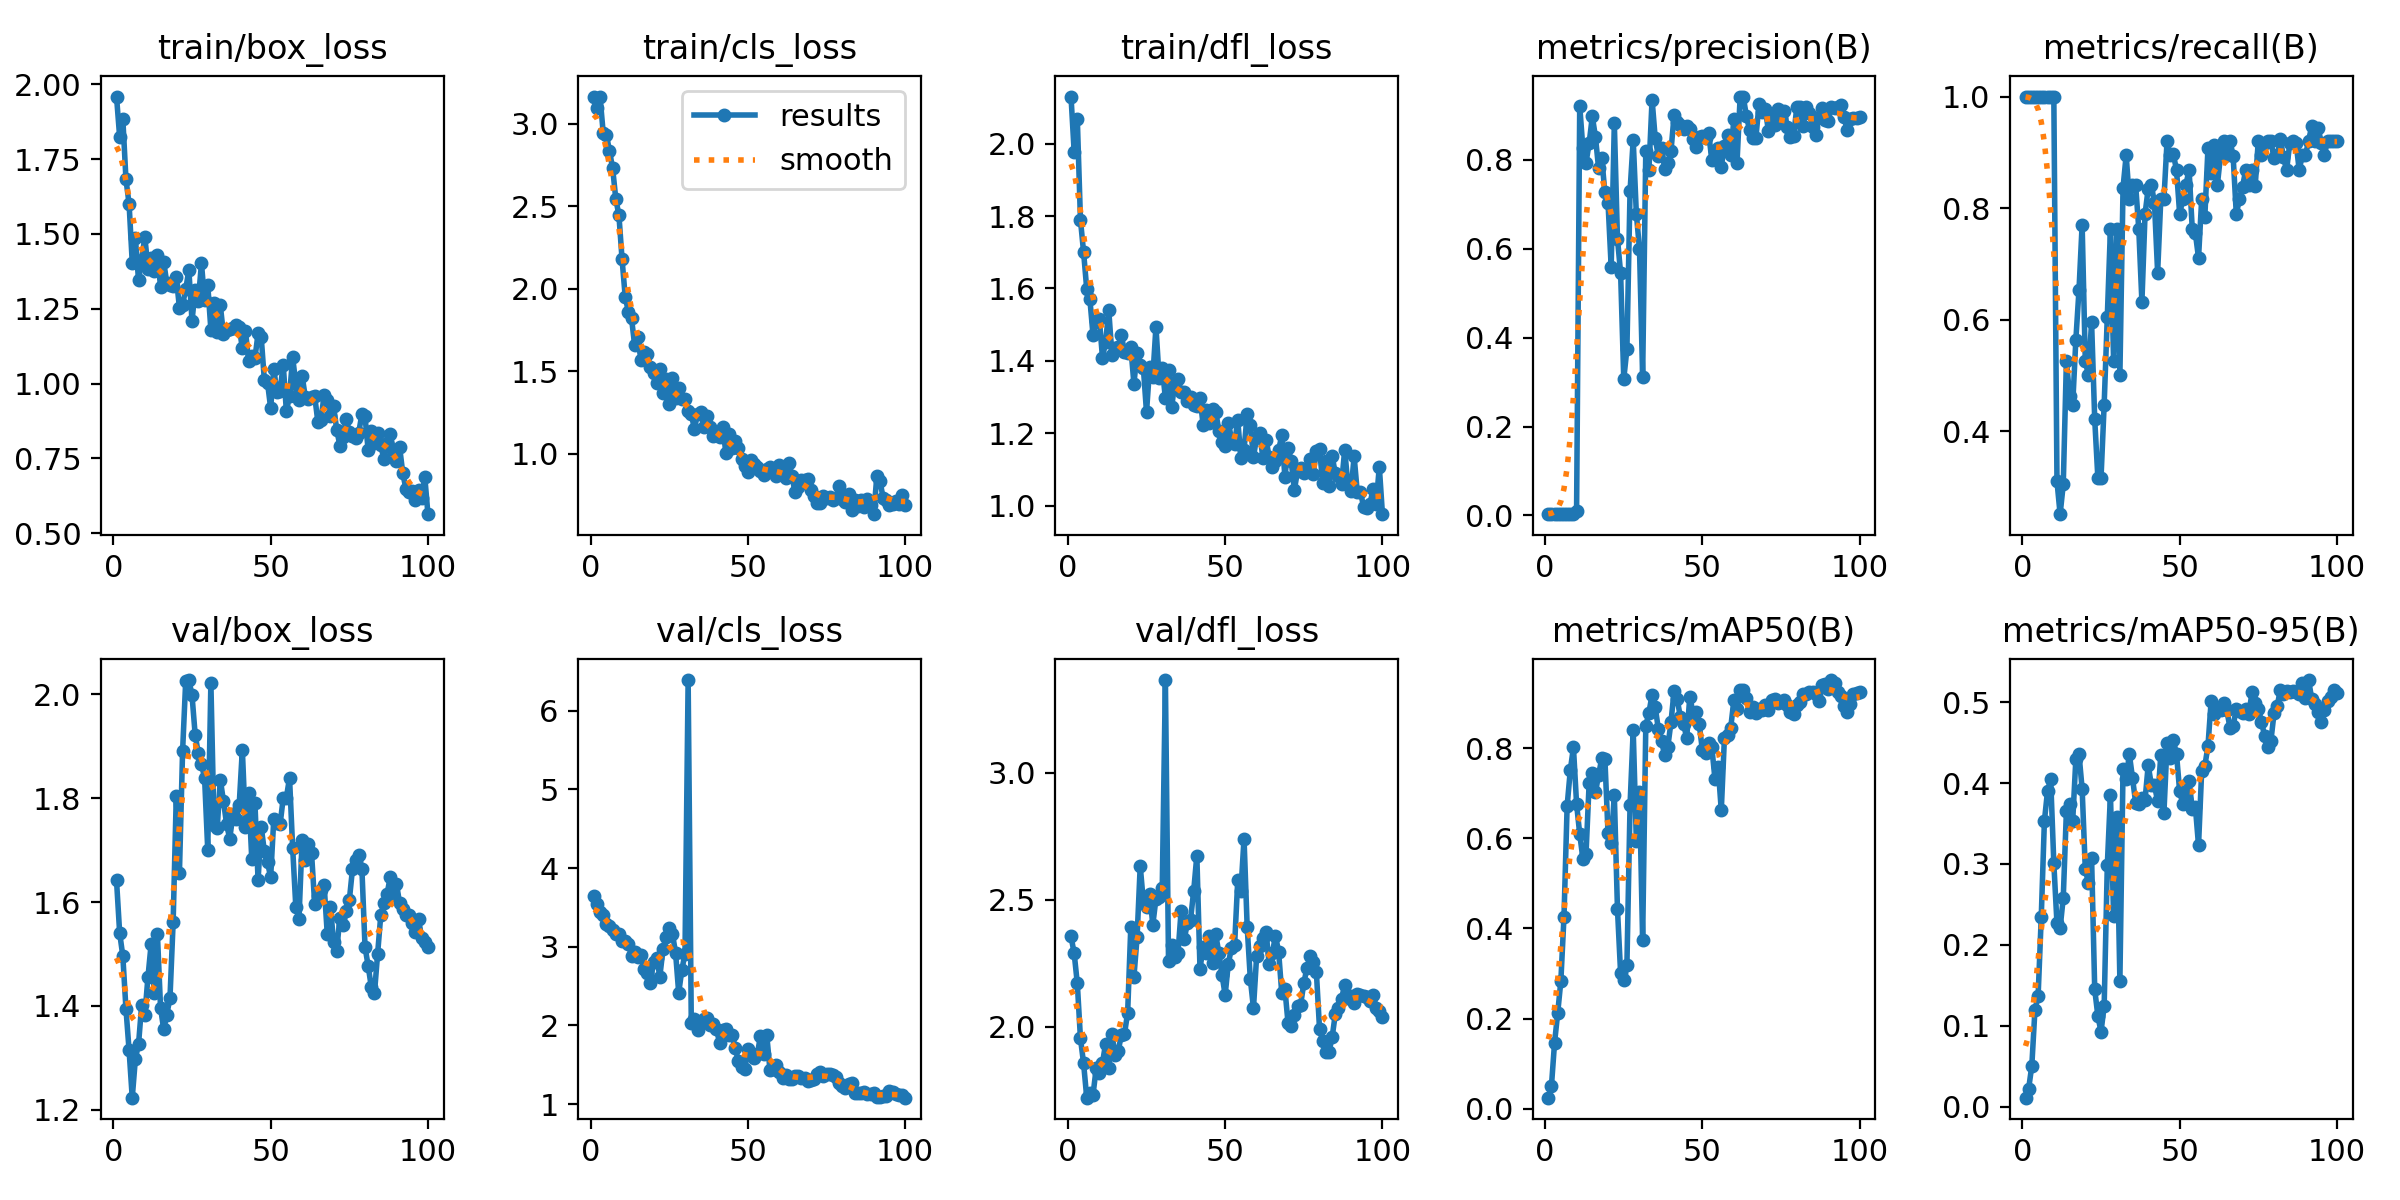 train/box_loss
2.00
1.75
1.50
1.25
1.00
0.75
0.50
0 50 100
train/cls_loss
results
smooth
3.0
2.5
2.0
1.5
1.0
0 50 100
train/dfl_loss
2.0
1.8
1.6
1.4
1.2
1.0
0 50 100
metrics/precision(B)
0.8
0.6
0.4
0.2
0.0
0 50 100
metrics/recall(B)
1.0
0.8
0.6
0.4
0 50 100
val/box_loss
2.0
1.8
1.6
1.4
1.2
0 50 100
val/cls_loss
6
5
4
3
2
1
0 50 100
val/dfl_loss
3.0
2.5
2.0
0 50 100
metrics/mAP50(B)
0.8
0.6
0.4
0.2
0.0
0 50 100
metrics/mAP50-95(B)
0.5
0.4
0.3
0.2
0.1
0.0
0 50 100